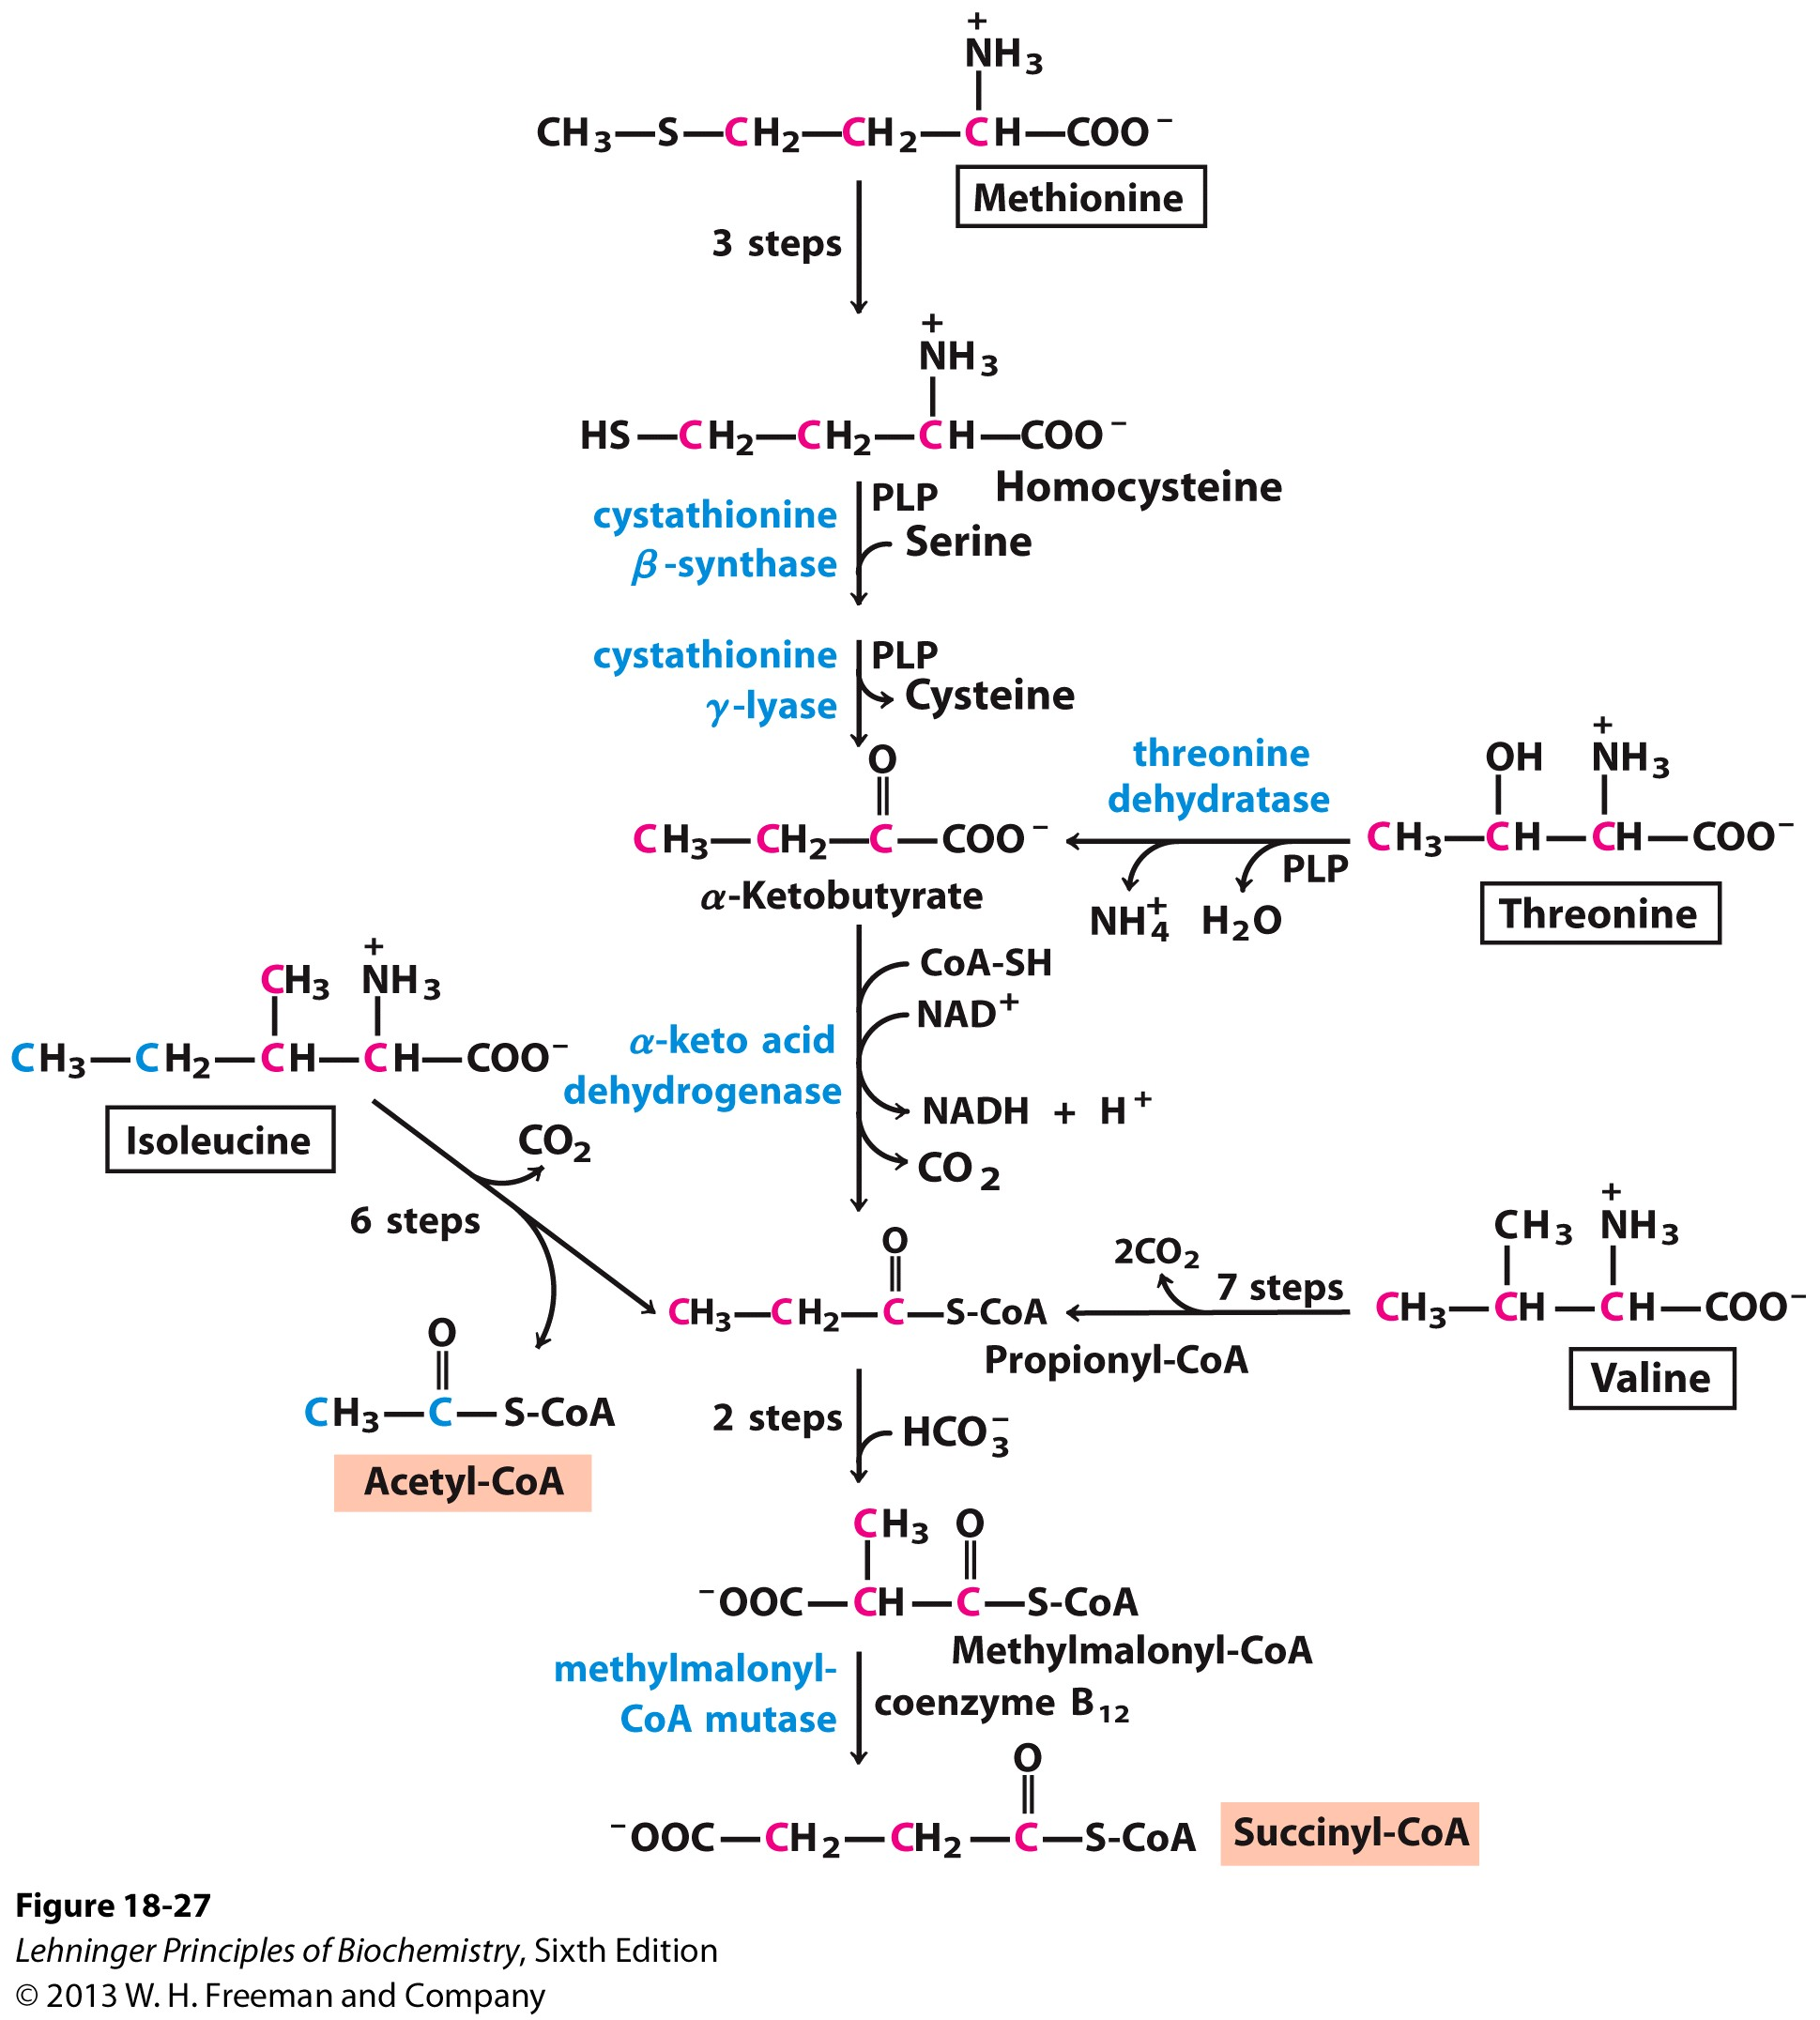 +
NH3
CH3—S—CH2—CH2—CH—COO−
Methionine
3 steps
+
NH3
HS—CH2—CH2—CH—COO−
Homocysteine
cystathionine
β-synthase
PLP
Serine
cystathionine
γ-lyase
PLP
Cysteine
O
CH3—CH2—C—COO−
α-Ketobutyrate
threonine
dehydratase
PLP
NH4+
H2O
OH
+
NH3
CH3—CH—CH—COO−
Threonine
α-keto acid
dehydrogenase
CoA-SH
NAD+
NADH + H+
CO2
CH3
+
NH3
CH3—CH2—CH—CH—COO−
Isoleucine
CO2
6 steps
O
CH3—C—S-CoA
Acetyl-CoA
O
CH3—CH2—C—S-CoA
Propionyl-CoA
2CO2
7 steps
CH3
+
NH3
CH3—CH—CH—COO−
Valine
2 steps
HCO3−
CH3
O
−OOC—CH—C—S-CoA
Methylmalonyl-CoA
methylmalonyl-
CoA mutase
coenzyme B12
O
−OOC—CH2—CH2—C—S-CoA
Succinyl-CoA
Figure 18-27
Lehninger Principles of Biochemistry, Sixth Edition
© 2013 W. H. Freeman and Company